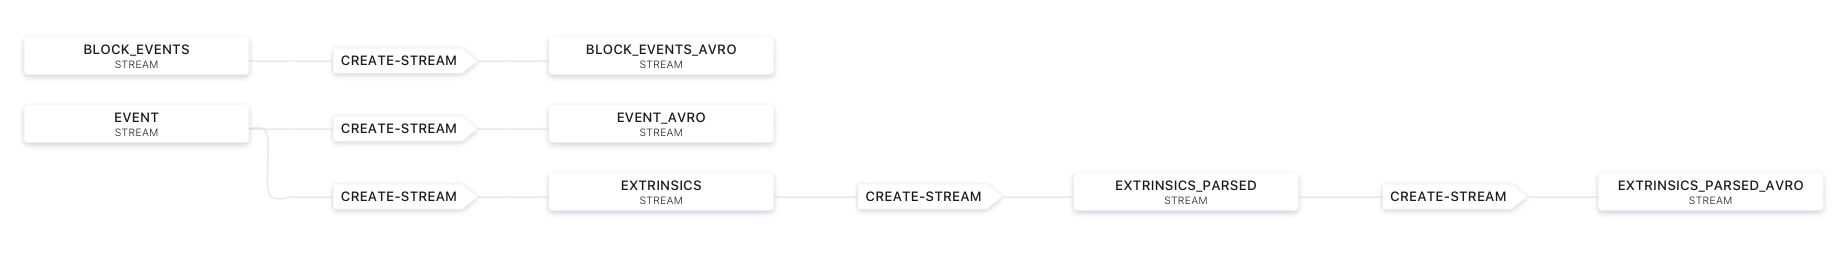 BLOCK_EVENTS
STREAM
CREATE-STREAM
BLOCK_EVENTS_AVRO
STREAM
EVENT
STREAM
CREATE-STREAM
EVENT_AVRO
STREAM
CREATE-STREAM
EXTRINSICS
STREAM
CREATE-STREAM
EXTRINSICS_PARSED
STREAM
CREATE-STREAM
EXTRINSICS_PARSED_AVRO
STREAM